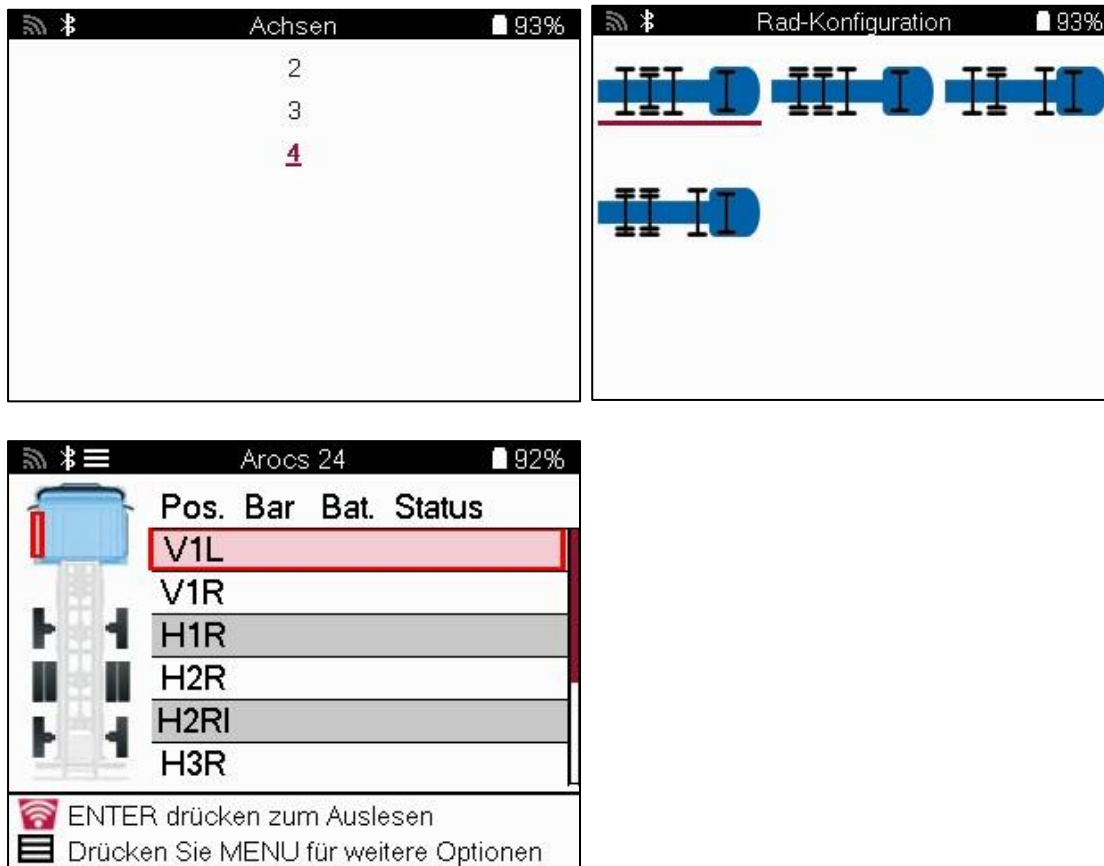 Achsen 93%
2
3
4
Rad-Konfiguration 93%
Arocs 24 92%
Pos. Bar Bat. Status
V1L
V1R
H1R
H2R
H2RI
H3R
ENTER drücken zum Auslesen
Drücken Sie MENU für weitere Optionen